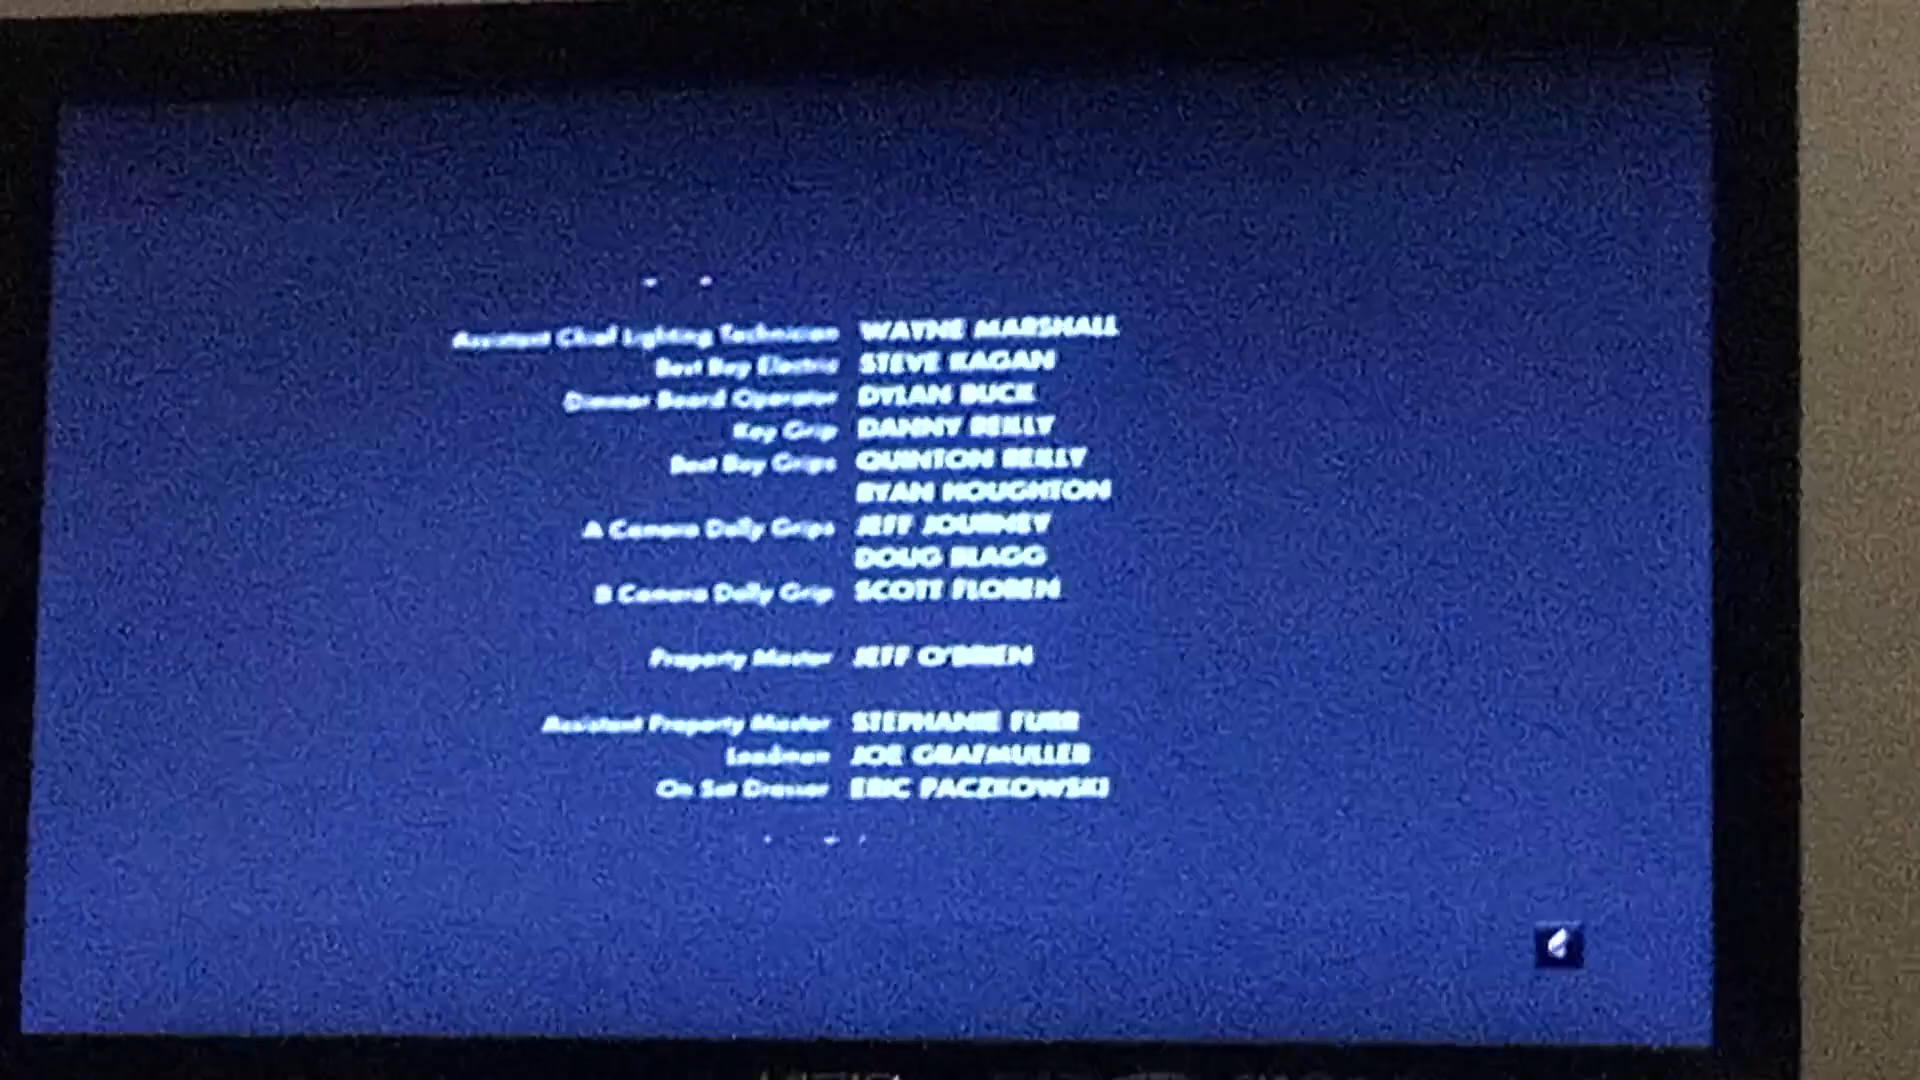 Assistant Chief Lighting Technician WAYNE MARSHALL
Best Boy Electric STEVE KAGAN
Dimmer Board Operator DYLAN BUCK
Key Grip DANNY REILLY
Best Boy Grips QUINTON REILLY
RYAN HOUGHTON
A Camera Dolly Grips JEFF JOURNEY
DOUG BLAGG
B Camera Dolly Grip SCOTT FLOREN
Property Master JEFF O'BRIEN
Assistant Property Master STEPHANIE FURR
Leadman JOE GRAFMULLER
On Set Dresser ERIC PACZKOWSKI